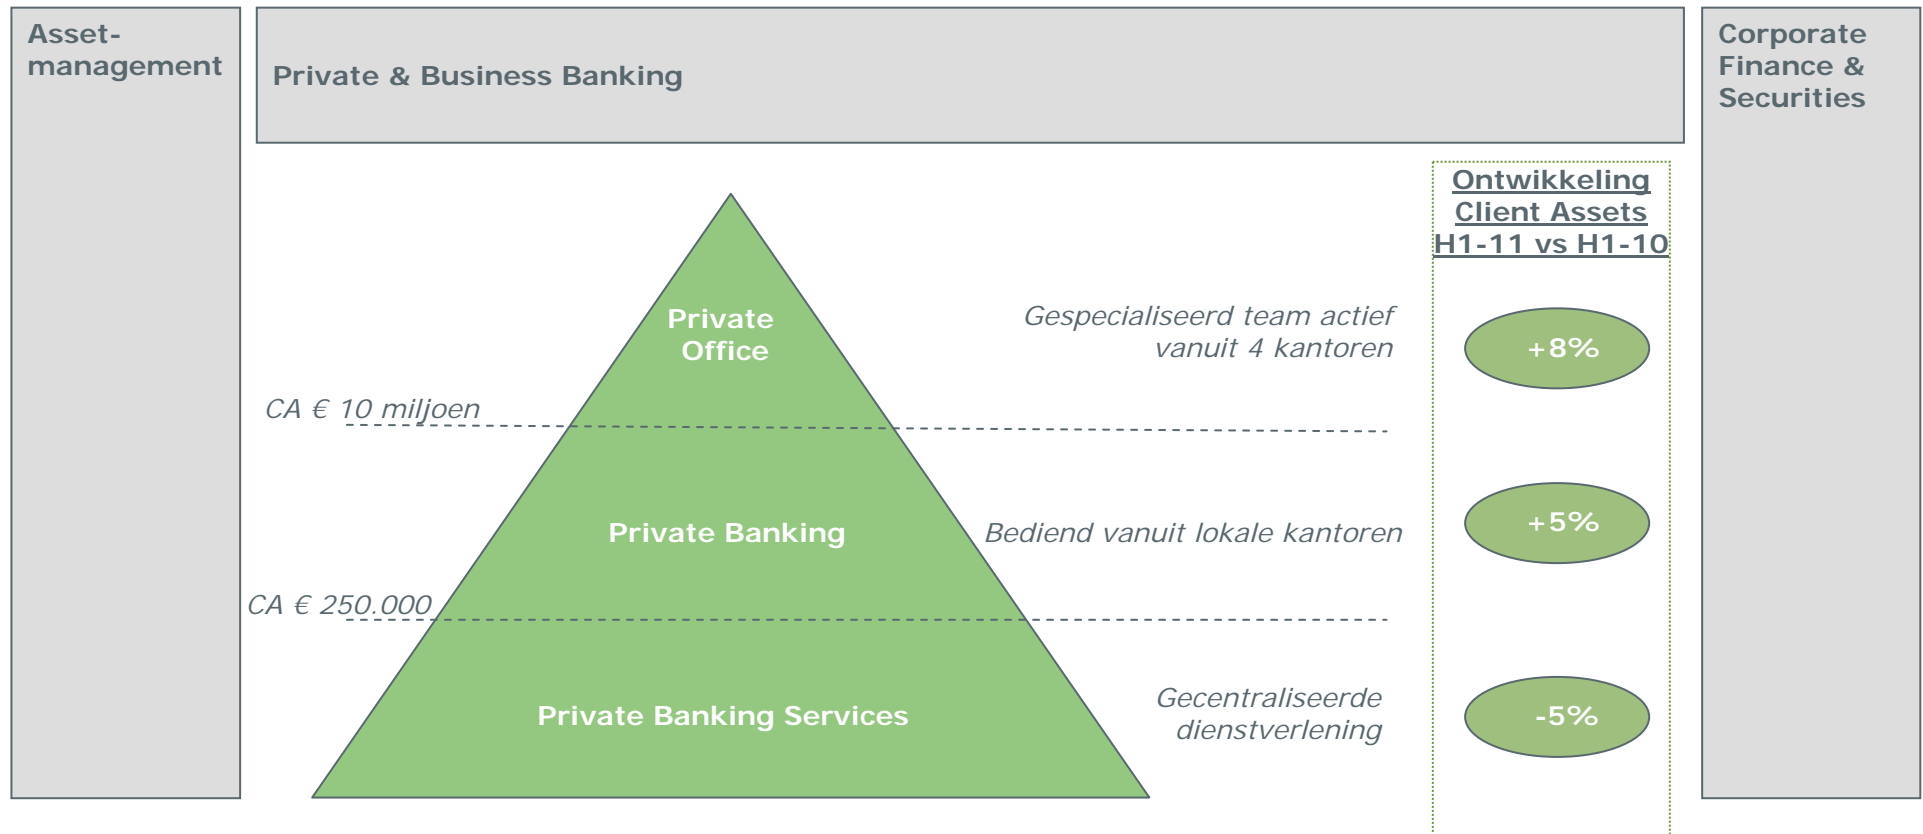 Asset-
management
Private & Business Banking
Corporate
Finance &
Securities
Ontwikkeling
Client Assets
H1-11 vs H1-10
Private
Office
Gespecialiseerd team actief
vanuit 4 kantoren
+8%
CA € 10 miljoen
Private Banking
Bediend vanuit lokale kantoren
+5%
CA € 250.000
Private Banking Services
Gecentraliseerde
dienstverlening
-5%